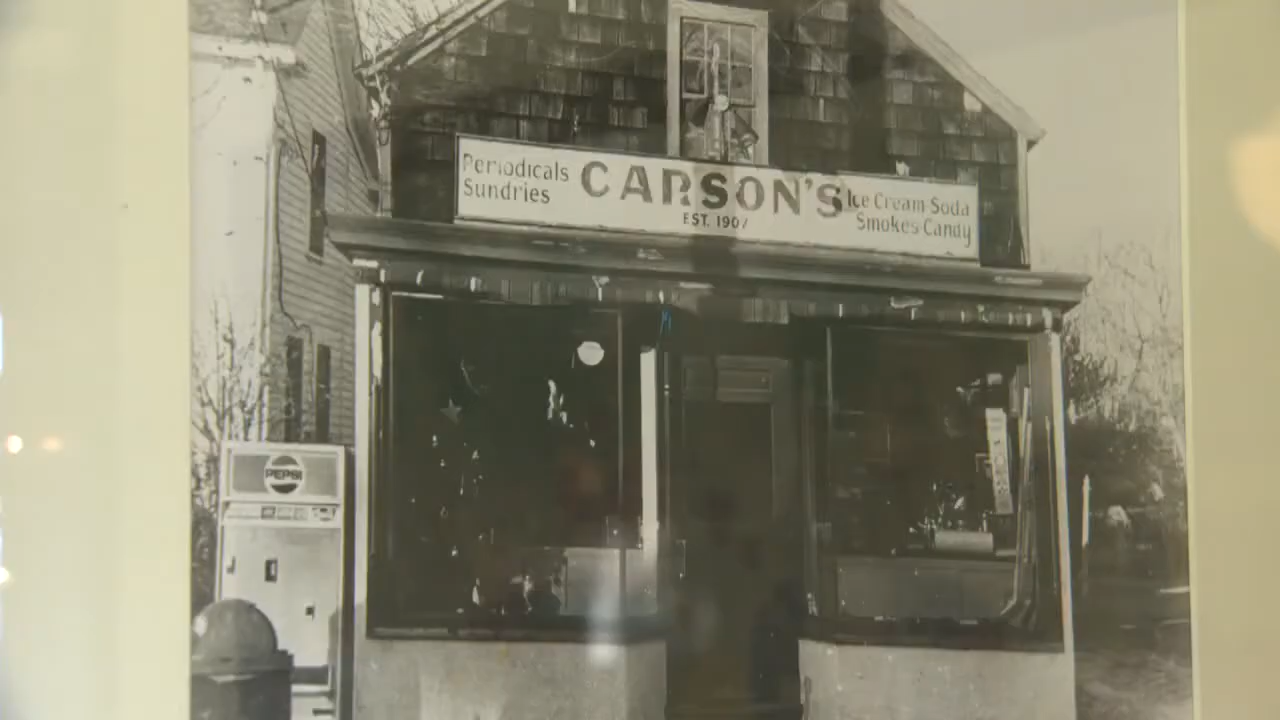 Periodicals
Sundries
CARSON'S
EST. 1907
Ice Cream-Soda
Smokes-Candy
PEPSI